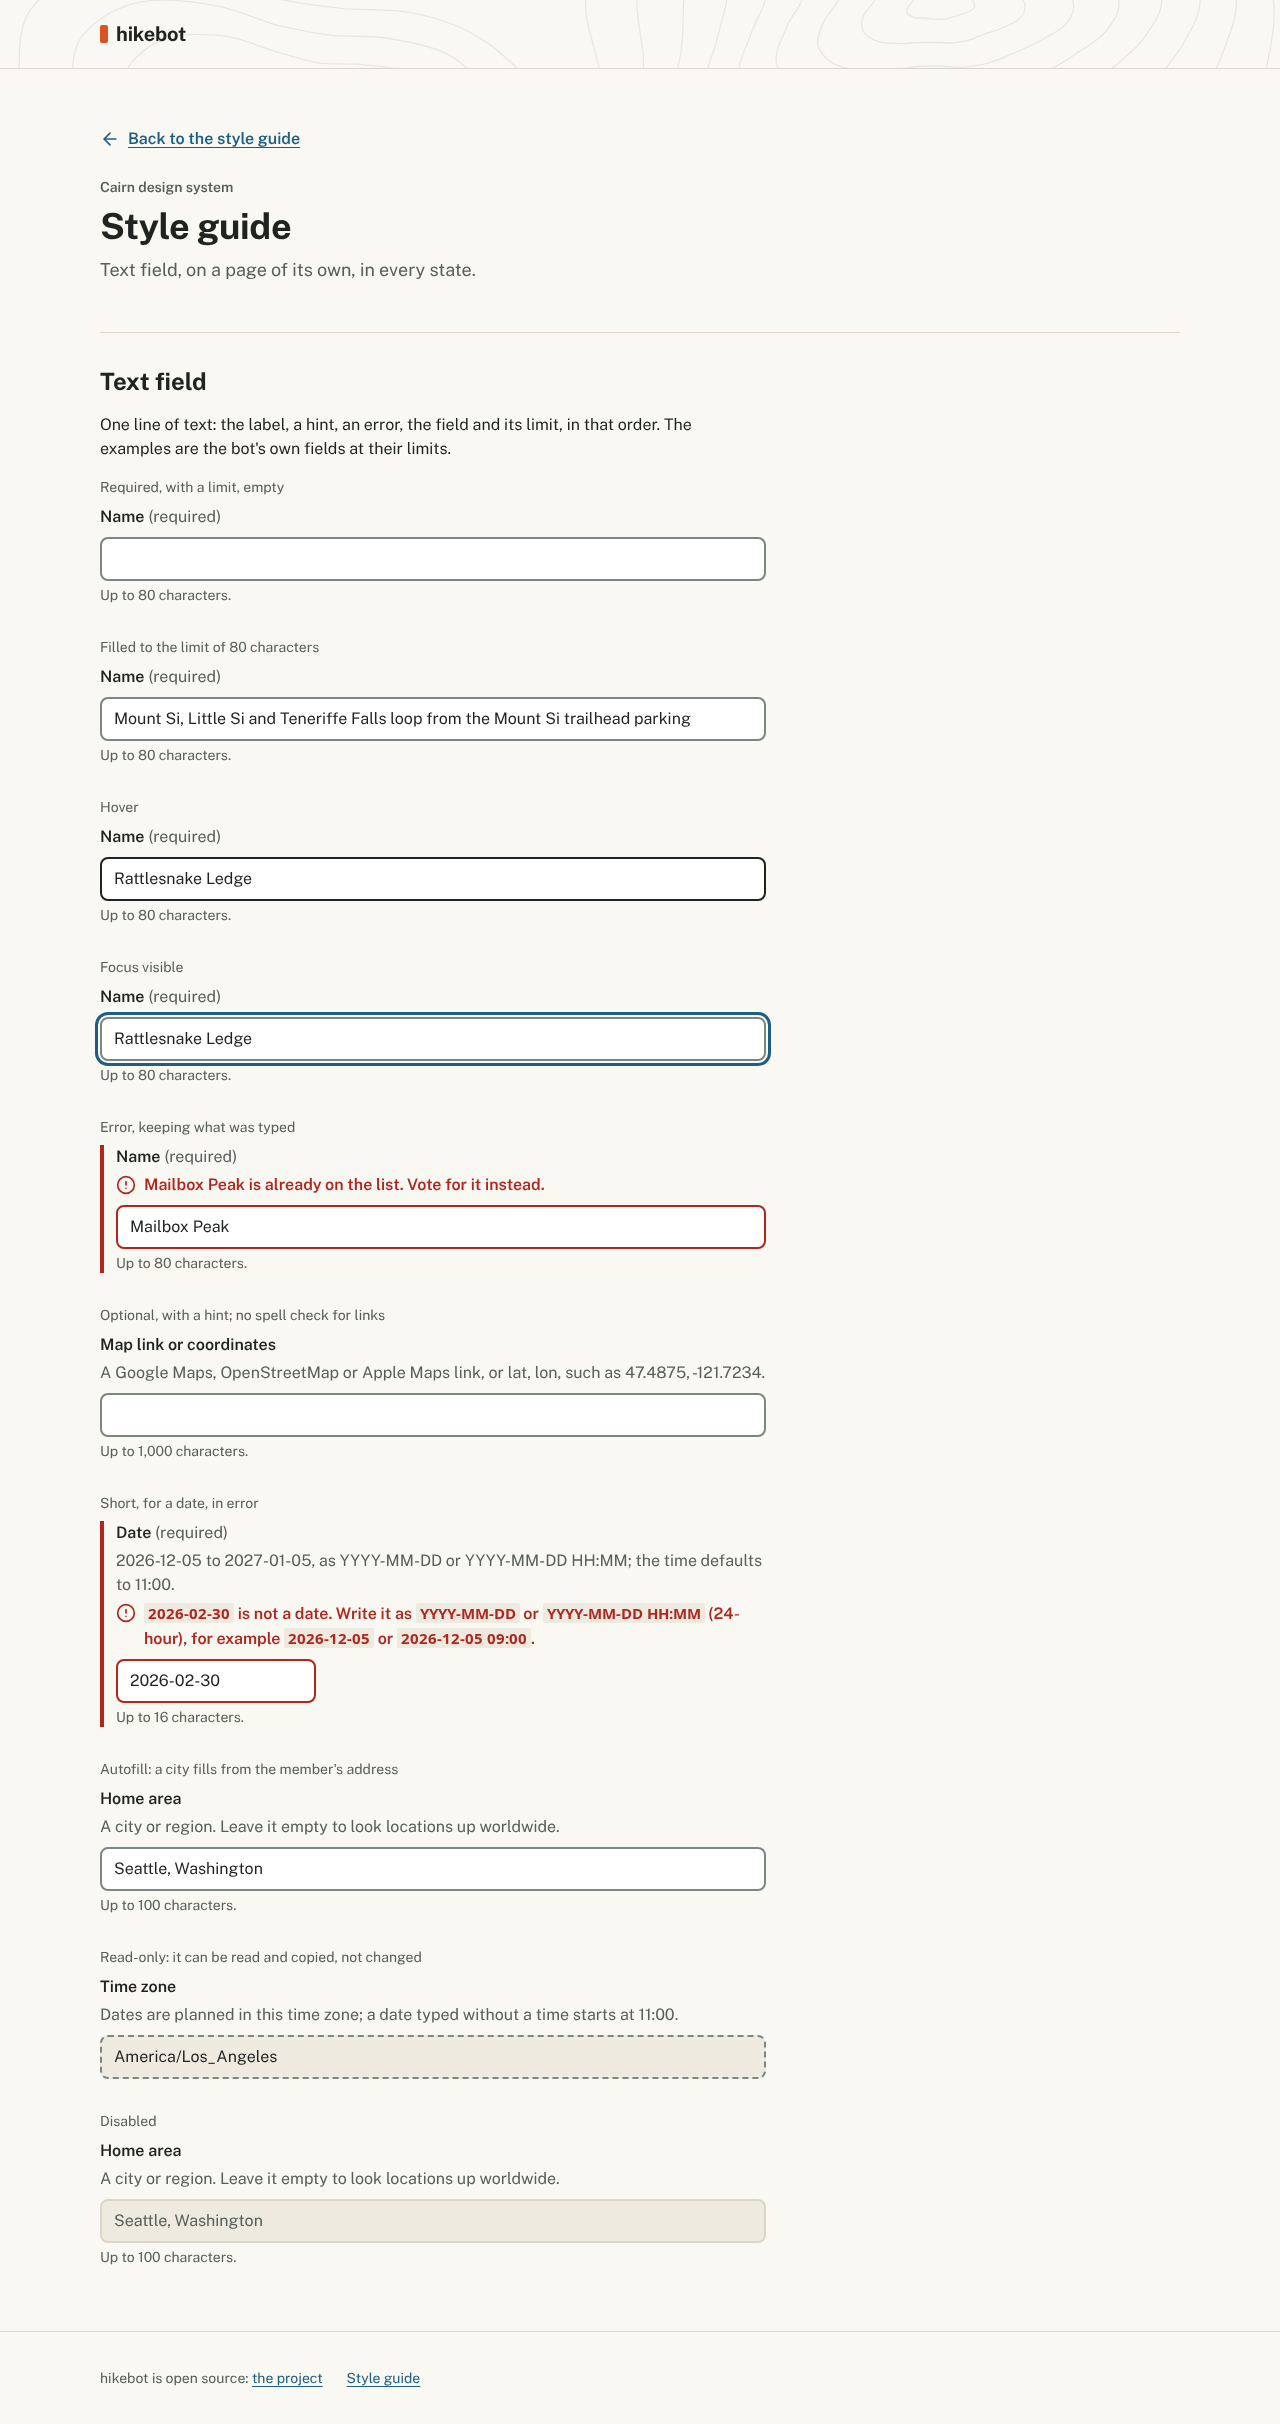 hikebot
Back to the style guide
Cairn design system
Style guide
Text field, on a page of its own, in every state.
Text field
One line of text: the label, a hint, an error, the field and its limit, in that order. The
examples are the bot's own fields at their limits.
Required, with a limit, empty
Name (required)
Up to 80 characters.
Filled to the limit of 80 characters
Name (required)
Mount Si, Little Si and Teneriffe Falls loop from the Mount Si trailhead parking
Up to 80 characters.
Hover
Name (required)
Rattlesnake Ledge
Up to 80 characters.
Focus visible
Name (required)
Rattlesnake Ledge
Up to 80 characters.
Error, keeping what was typed
Name (required)
Mailbox Peak is already on the list. Vote for it instead.
Mailbox Peak
Up to 80 characters.
Optional, with a hint; no spell check for links
Map link or coordinates
A Google Maps, OpenStreetMap or Apple Maps link, or lat, lon, such as 47.4875, -121.7234.
Up to 1,000 characters.
Short, for a date, in error
Date (required)
2026-12-05 to 2027-01-05, as YYYY-MM-DD or YYYY-MM-DD HH:MM; the time defaults
to 11:00.
2026-02-30 is not a date. Write it as YYYY-MM-DD or YYYY-MM-DD HH:MM (24-
hour), for example 2026-12-05 or 2026-12-05 09:00.
2026-02-30
Up to 16 characters.
Autofill: a city fills from the member's address
Home area
A city or region. Leave it empty to look locations up worldwide.
Seattle, Washington
Up to 100 characters.
Read-only: it can be read and copied, not changed
Time zone
Dates are planned in this time zone; a date typed without a time starts at 11:00.
America/Los_Angeles
Disabled
Home area
A city or region. Leave it empty to look locations up worldwide.
Seattle, Washington
Up to 100 characters.
hikebot is open source: the project Style guide